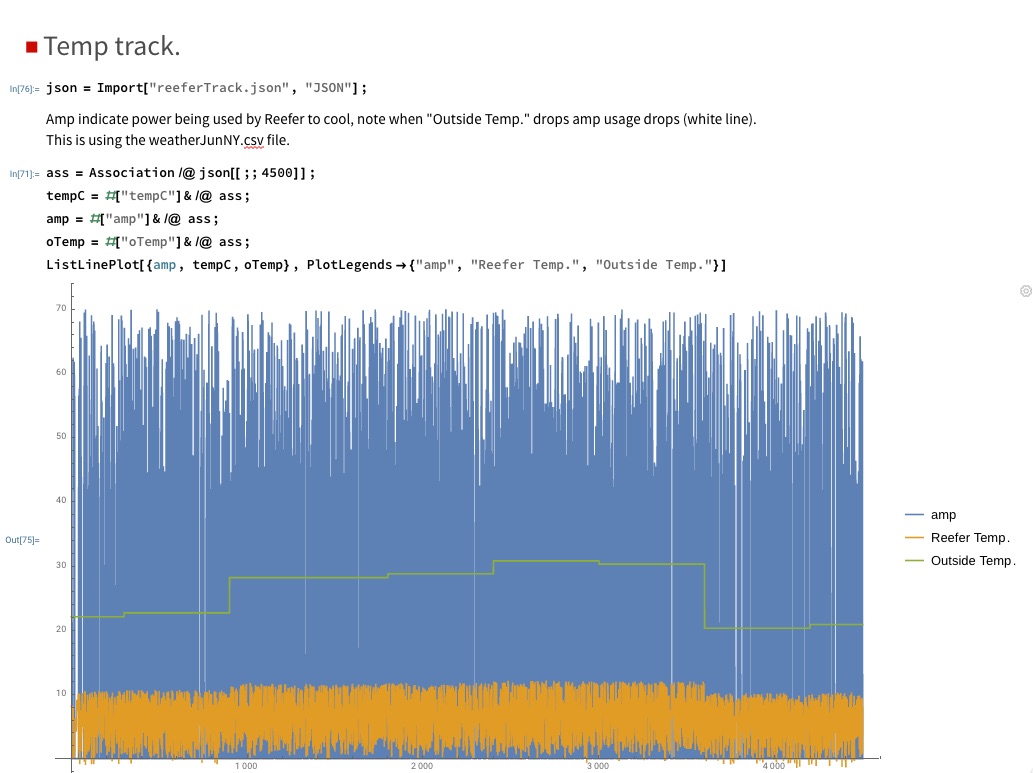 Temp track.
In[76]:= json = Import["reeferTrack.json", "JSON"];
Amp indicate power being used by Reefer to cool, note when "Outside Temp." drops amp usage drops (white line).
This is using the weatherJunNY.csv file.
In[71]:= ass = Association /@ json[[ ;; 4500]];
tempC = #["tempC"] & /@ ass;
amp = #["amp"] & /@ ass;
oTemp = #["oTemp"] & /@ ass;
ListLinePlot[{amp, tempC, oTemp}, PlotLegends → {"amp", "Reefer Temp.", "Outside Temp."}]
70
60
50
40
30
20
10
Out[75]=
1000 2000 3000 4000
amp
Reefer Temp.
Outside Temp.